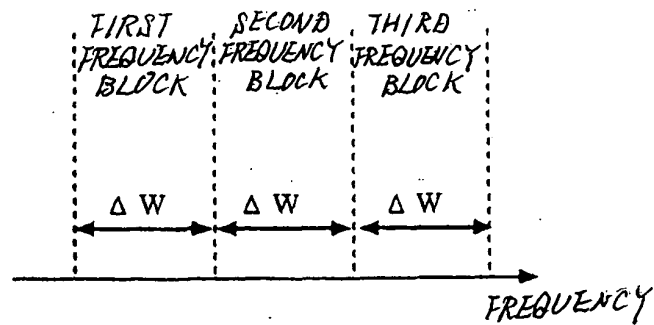 FIRST
FREQUENCY
BLOCK
SECOND
FREQUENCY
BLOCK
THIRD
FREQUENCY
BLOCK
Δ W
Δ W
Δ W
FREQUENCY